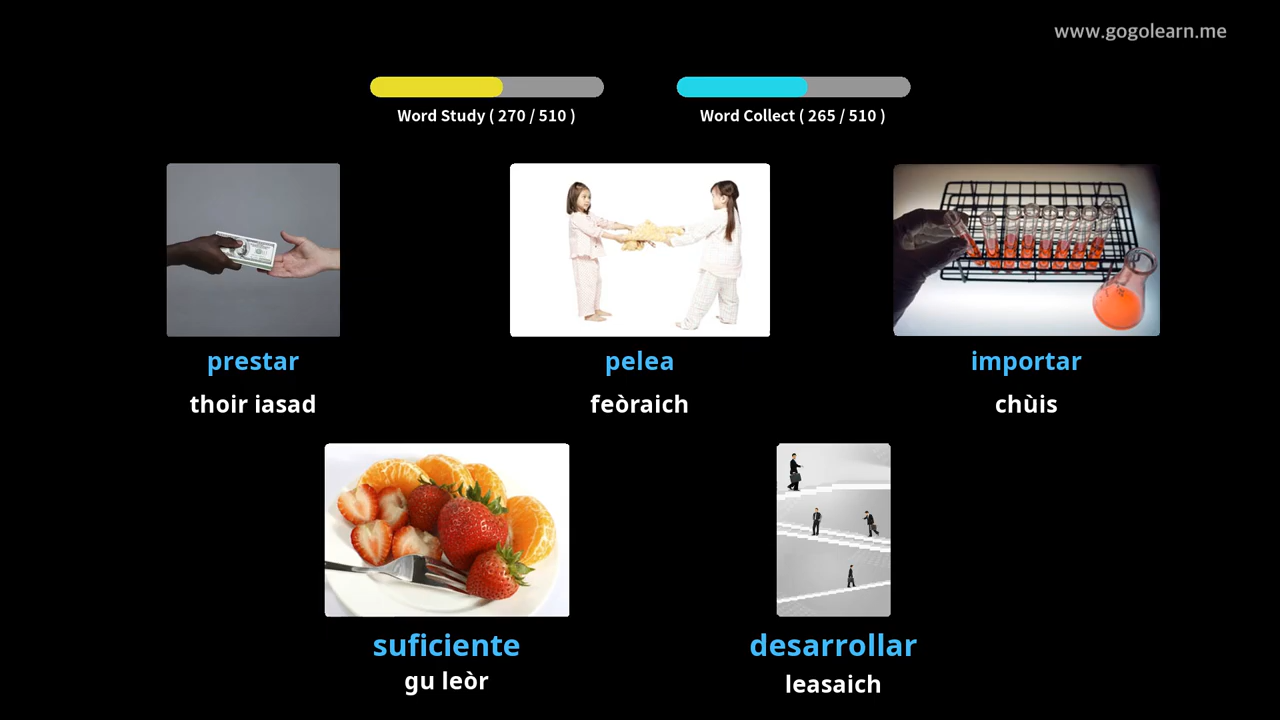 www.gogolearn.me
Word Study ( 270 / 510 )
Word Collect ( 265 / 510 )
prestar
thoir iasad
pelea
feòraich
importar
chùis
suficiente
gu leòr
desarrollar
leasaich